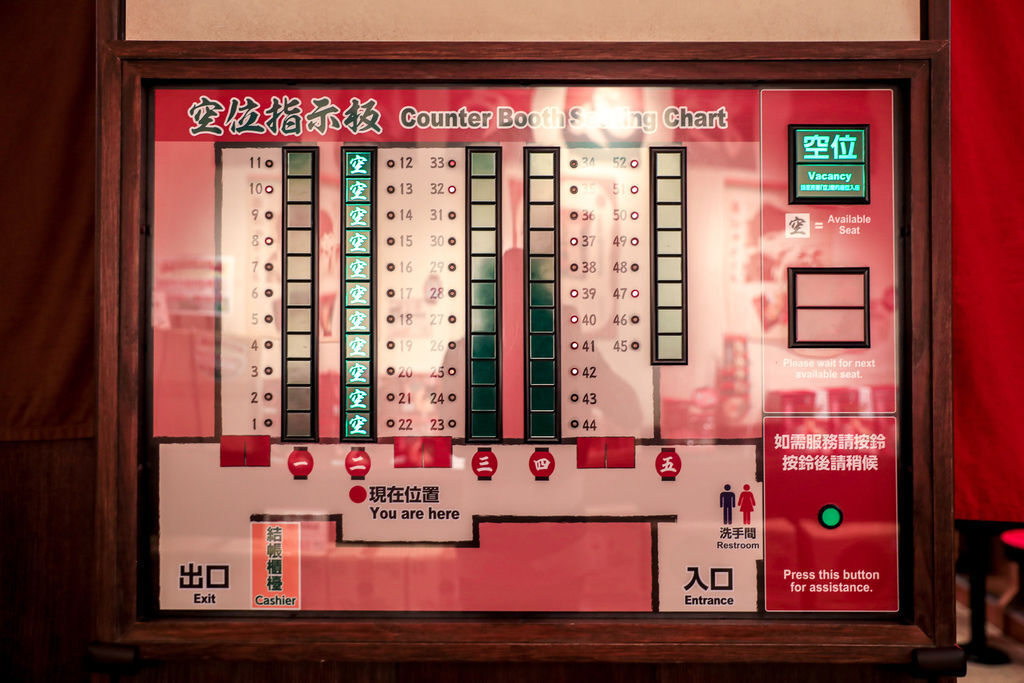 空位指示板 Counter Booth Seating Chart
11
10
9
8
7
6
5
4
3
2
1
空
空
空
空
空
空
空
空
空
空
空
12 33
13 32
14 31
15 30
16 29
17 28
18 27
19 26
20 25
21 24
22 23
34 52
35 51
36 50
37 49
38 48
39 47
40 46
41 45
42
43
44
一
二
三
四
五
現在位置
You are here
結帳櫃檯
Cashier
出口
Exit
洗手間
Restroom
入口
Entrance
空位
Vacancy
空 = Available
Seat
Please wait for next
available seat.
如需服務請按鈴
按鈴後請稍候
Press this button
for assistance.